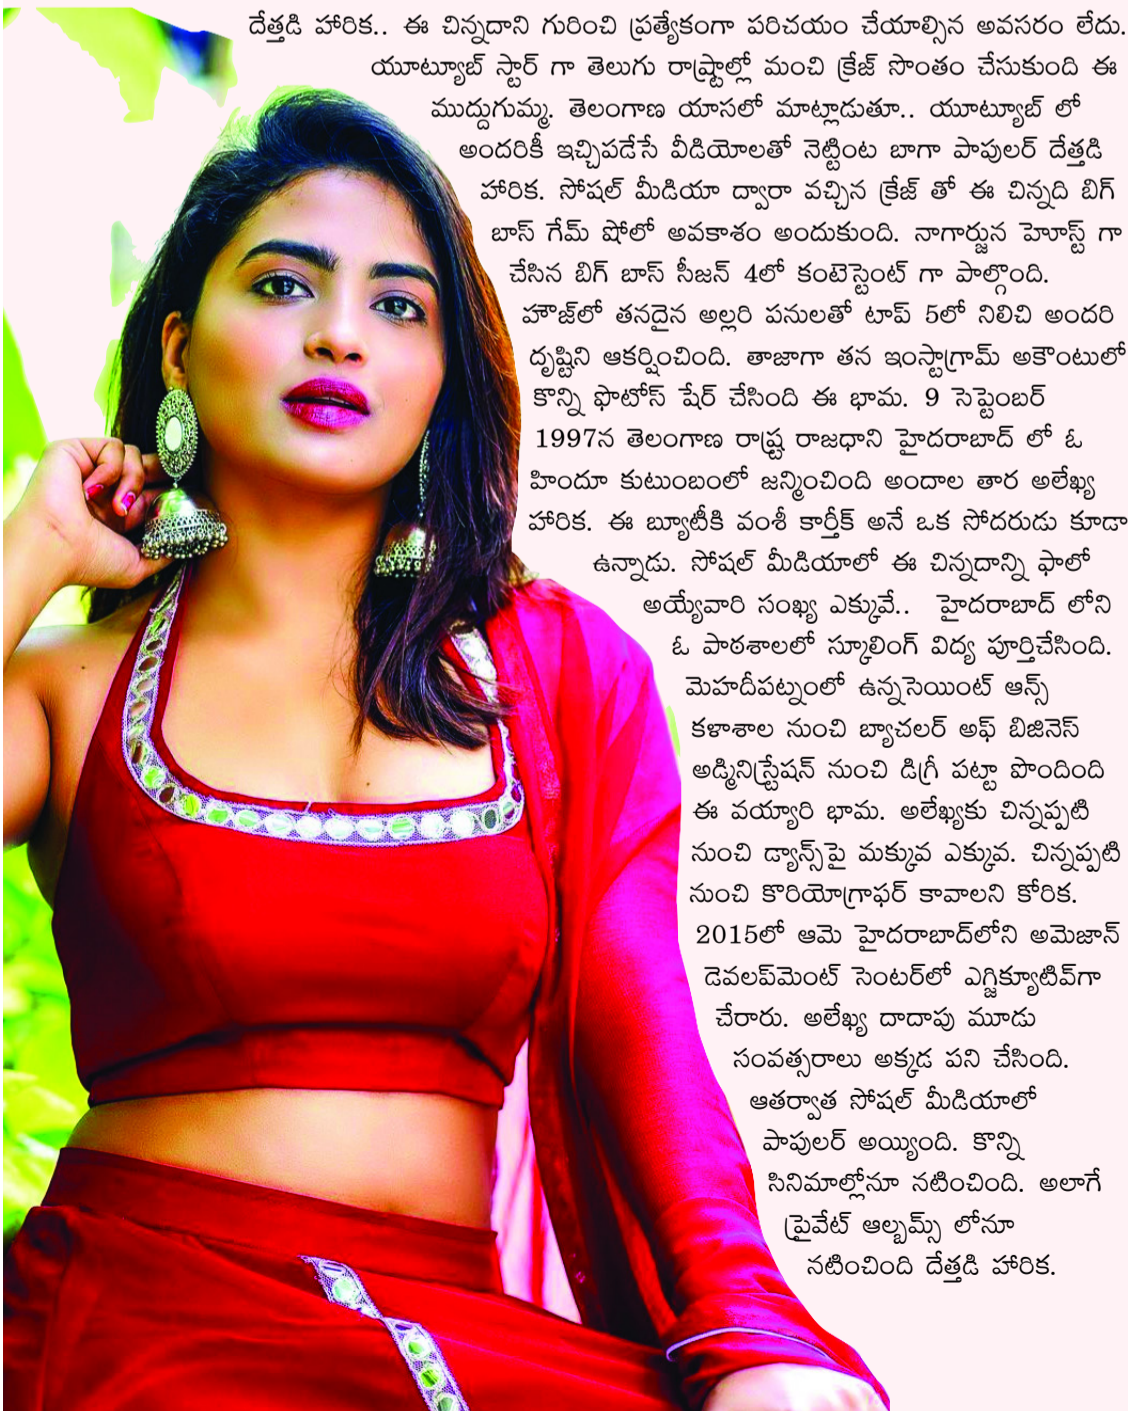 దేత్తడి హారిక.. ఈ చిన్నదాని గురించి ప్రత్యేకంగా పరిచయం చేయాల్సిన అవసరం లేదు.
యూట్యూబ్ స్టార్ గా తెలుగు రాష్ట్రాల్లో మంచి క్రేజ్ సొంతం చేసుకుంది ఈ
ముద్దుగుమ్మ. తెలంగాణ యాసలో మాట్లాడుతూ.. యూట్యూబ్ లో
అందరికీ ఇచ్చిపడేసే వీడియోలతో నెట్టింట బాగా పాపులర్ దేత్తడి
హారిక. సోషల్ మీడియా ద్వారా వచ్చిన క్రేజ్ తో ఈ చిన్నది బిగ్
బాస్ గేమ్ షోలో అవకాశం అందుకుంది. నాగార్జున హెూస్ట్ గా
చేసిన బిగ్ బాస్ సీజన్ 4లో కంటెస్టెంట్ గా పాల్గొంది.
హౌజ్‌లో తనదైన అల్లరి పనులతో టాప్ 5లో నిలిచి అందరి
దృష్టిని ఆకర్షించింది. తాజాగా తన ఇంస్టాగ్రామ్ అకౌంటులో
కొన్ని ఫొటోస్ షేర్ చేసింది ఈ భామ. 9 సెప్టెంబర్
1997న తెలంగాణ రాష్ట్ర రాజధాని హైదరాబాద్ లో ఓ
హిందూ కుటుంబంలో జన్మించింది అందాల తార అలేఖ్య
హారిక. ఈ బ్యూటీకి వంశీ కార్తీక్ అనే ఒక సోదరుడు కూడా
ఉన్నాడు. సోషల్ మీడియాలో ఈ చిన్నదాన్ని ఫాలో
అయ్యేవారి సంఖ్య ఎక్కువే.. హైదరాబాద్ లోని
ఓ పాఠశాలలో స్కూలింగ్ విద్య పూర్తిచేసింది.
మెహదీపట్నంలో ఉన్నసెయింట్ ఆన్స్
కళాశాల నుంచి బ్యాచలర్ అఫ్ బిజినెస్
అడ్మినిస్ట్రేషన్ నుంచి డిగ్రీ పట్టా పొందింది
ఈ వయ్యారి భామ. అలేఖ్యకు చిన్నప్పటి
నుంచి డ్యాన్స్‌పై మక్కువ ఎక్కువ. చిన్నప్పటి
నుంచి కొరియోగ్రాఫర్ కావాలని కోరిక.
2015లో ఆమె హైదరాబాద్‌లోని అమెజాన్
డెవలప్‌మెంట్ సెంటర్‌లో ఎగ్జిక్యూటివ్‌గా
చేరారు. అలేఖ్య దాదాపు మూడు
సంవత్సరాలు అక్కడ పని చేసింది.
ఆతర్వాత సోషల్ మీడియాలో
పాపులర్ అయ్యింది. కొన్ని
సినిమాల్లోనూ నటించింది. అలాగే
ప్రైవేట్ ఆల్బమ్స్ లోనూ
నటించింది దేత్తడి హారిక.